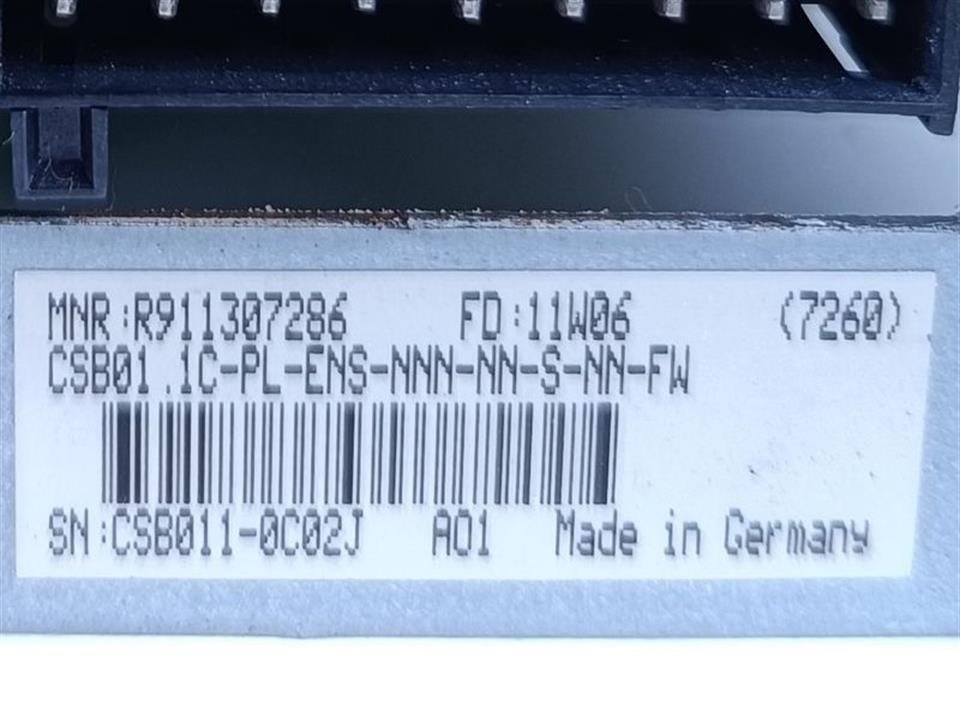 MNR:R911307286 FD:11W06 (7260)
CSB01.1C-PL-ENS-NNN-NN-S-NN-FW
SN:CSB011-0C02J A01 Made in Germany